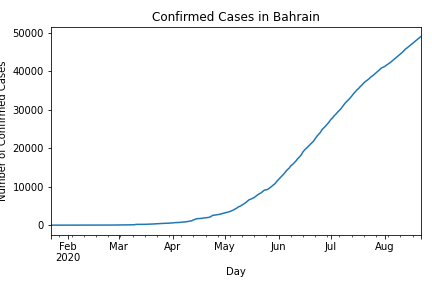 Confirmed Cases in Bahrain
50000
40000
30000
20000
10000
0
Number of Confirmed Cases
Feb
2020
Mar
Apr
May
Jun
Jul
Aug
Day